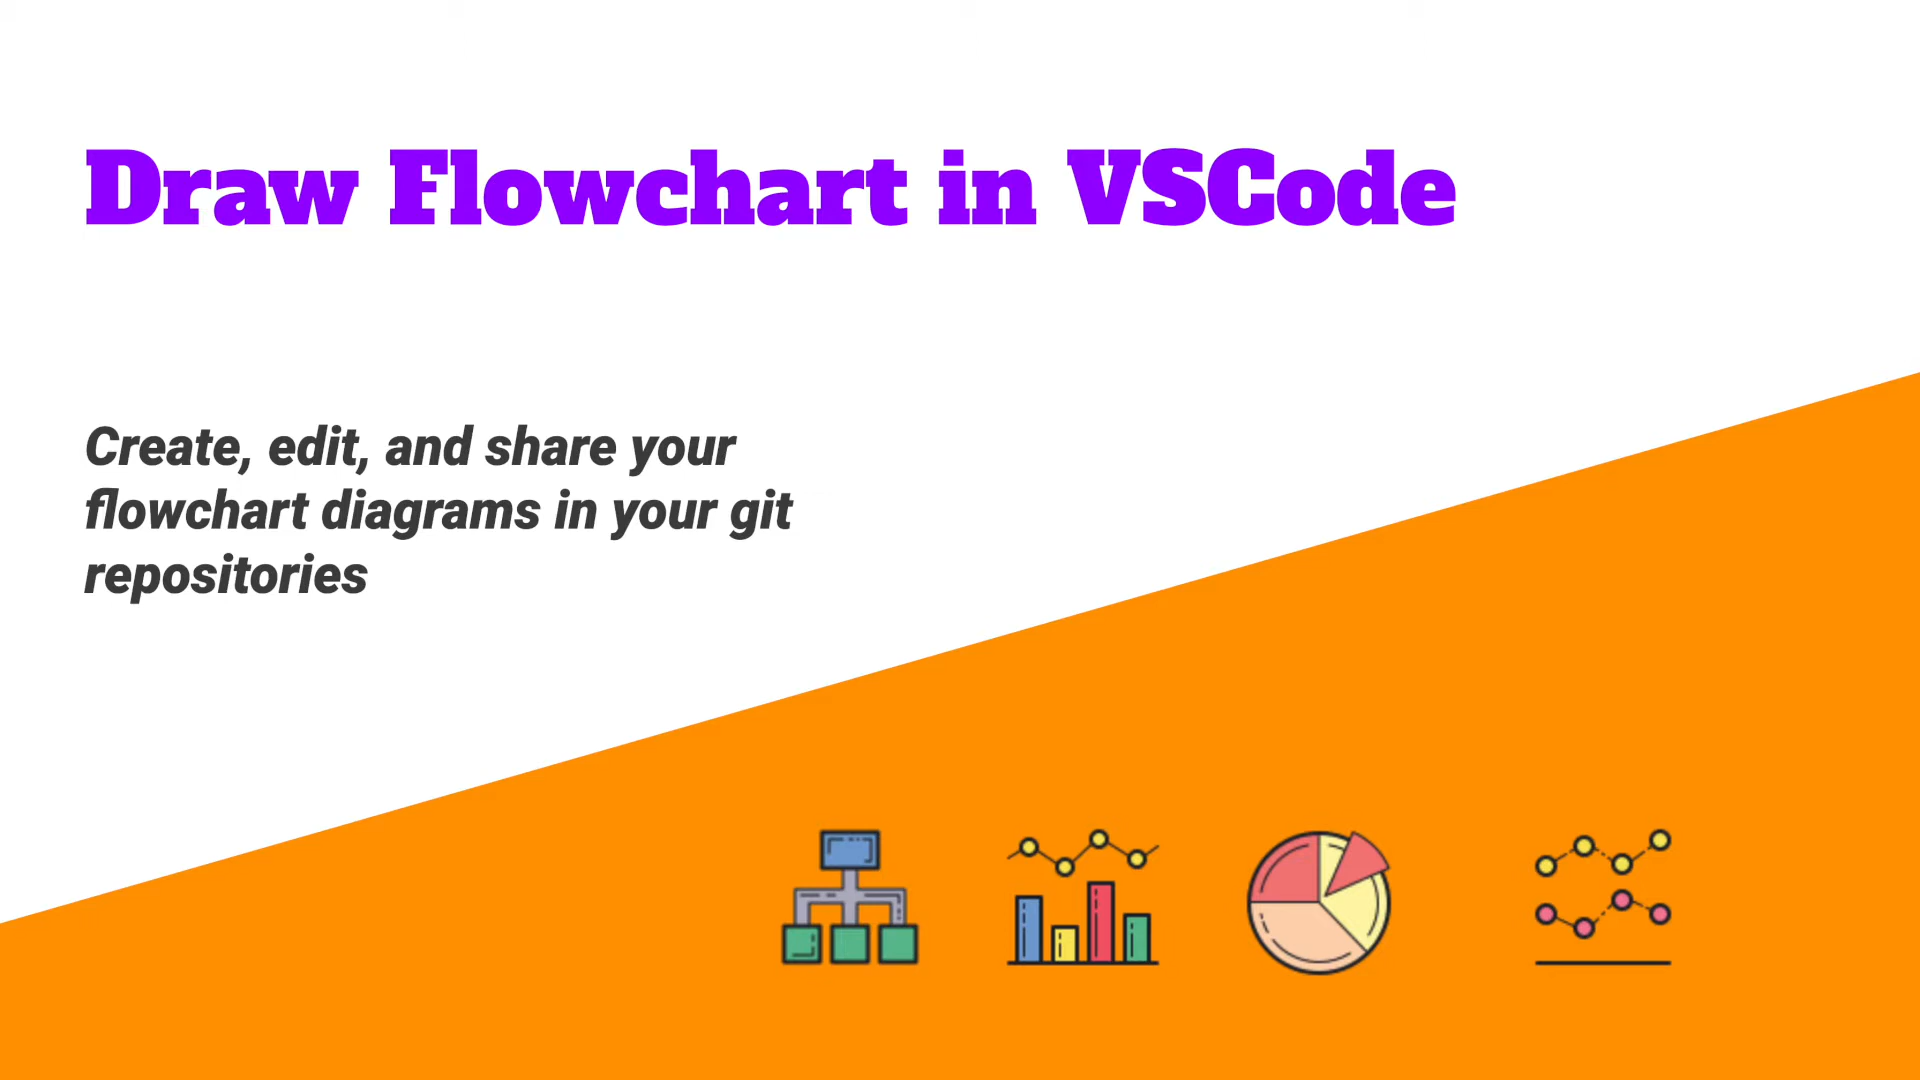 Draw Flowchart in VSCode
Create, edit, and share your
flowchart diagrams in your git
repositories